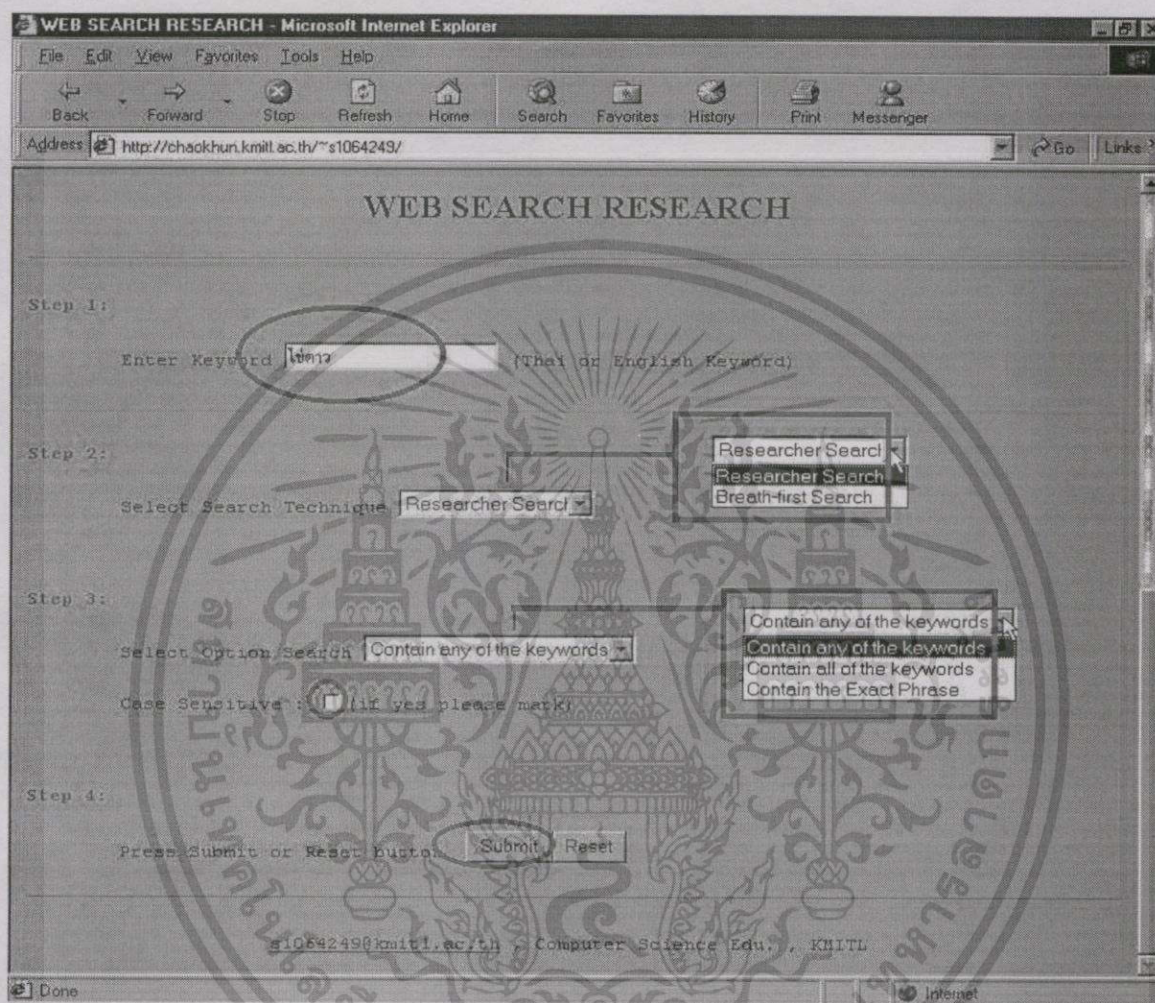 WEB SEARCH RESEARCH - Microsoft Internet Explorer
File Edit View Favorites Tools Help
Back Forward Stop Refresh Home Search Favorites History Print Messenger
Address http://chaokhun.kmitl.ac.th/~s1064249/ Go Links
WEB SEARCH RESEARCH
Step 1:
Enter Keyword ไข่ดาว (Thai or English Keyword)
Step 2:
Researcher Search
Researcher Search
Breath-first Search
Select Search Technique Researcher Search
Step 3:
Contain any of the keywords
Contain any of the keywords
Contain all of the keywords
Contain the Exact Phrase
Select Option Search Contain any of the Keywords
Case Sensitive : (if yes please mark)
Step 4:
Press Submit or Reset button Submit Reset
s1064249@kmitl.ac.th , Computer Science Edu. , KMITL
Done Internet